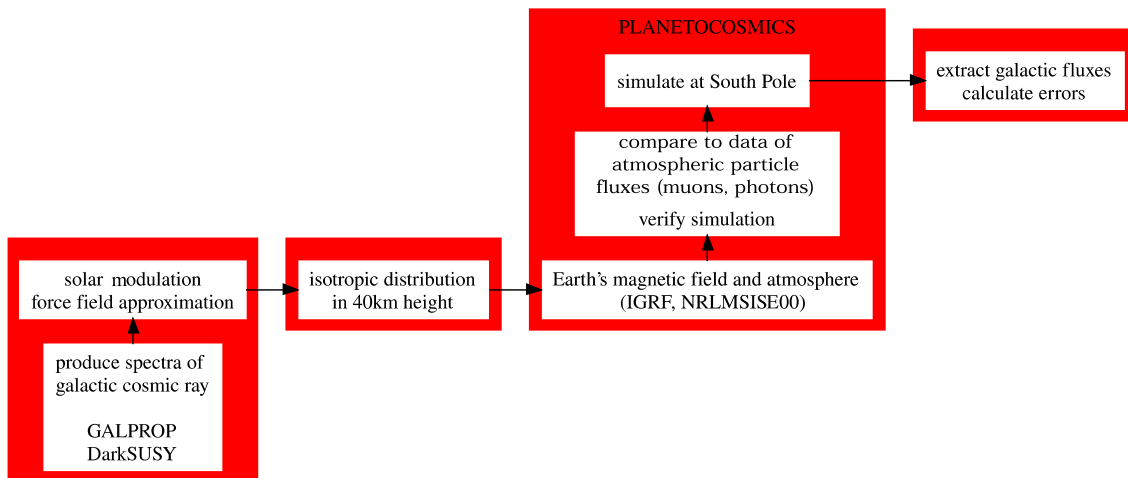 produce spectra of
galactic cosmic ray
GALPROP
DarkSUSY
solar modulation
force field approximation
isotropic distribution
in 40km height
PLANETOCOSMICS
Earth's magnetic field and atmosphere
(IGRF, NRLMSISE00)
compare to data of
atmospheric particle
fluxes (muons, photons)
verify simulation
simulate at South Pole
extract galactic fluxes
calculate errors